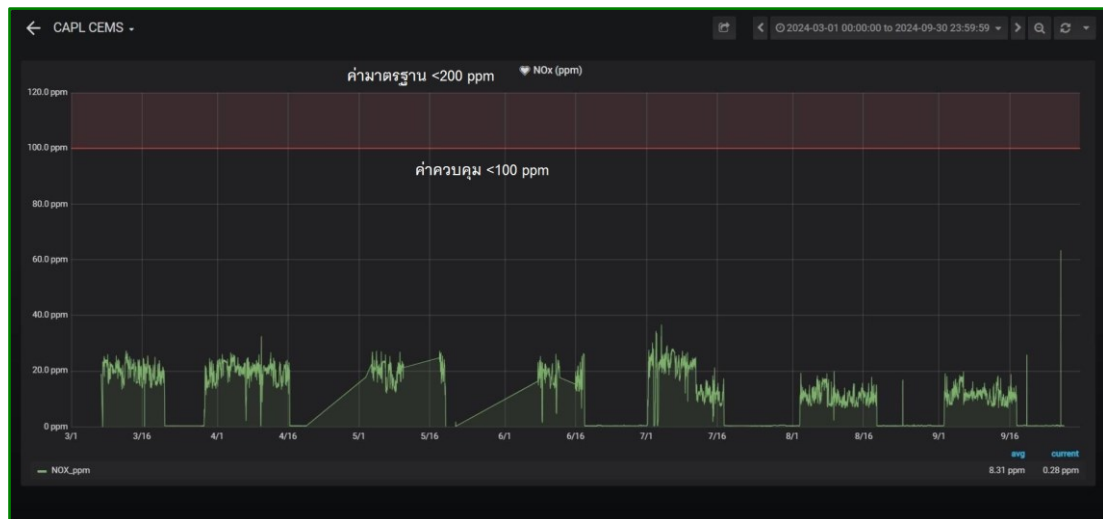 CAPL CEMS
2024-03-01 00:00:00 to 2024-09-30 23:59:59
ค่ามาตรฐาน <200 ppm
NOx (ppm)
120.0 ppm
100.0 ppm
ค่าควบคุม <100 ppm
80.0 ppm
60.0 ppm
40.0 ppm
20.0 ppm
0 ppm
3/1 3/16 4/1 4/16 5/1 5/16 6/1 6/16 7/1 7/16 8/1 8/16 9/1 9/16
avg current
NOX_ppm 8.31 ppm 0.28 ppm